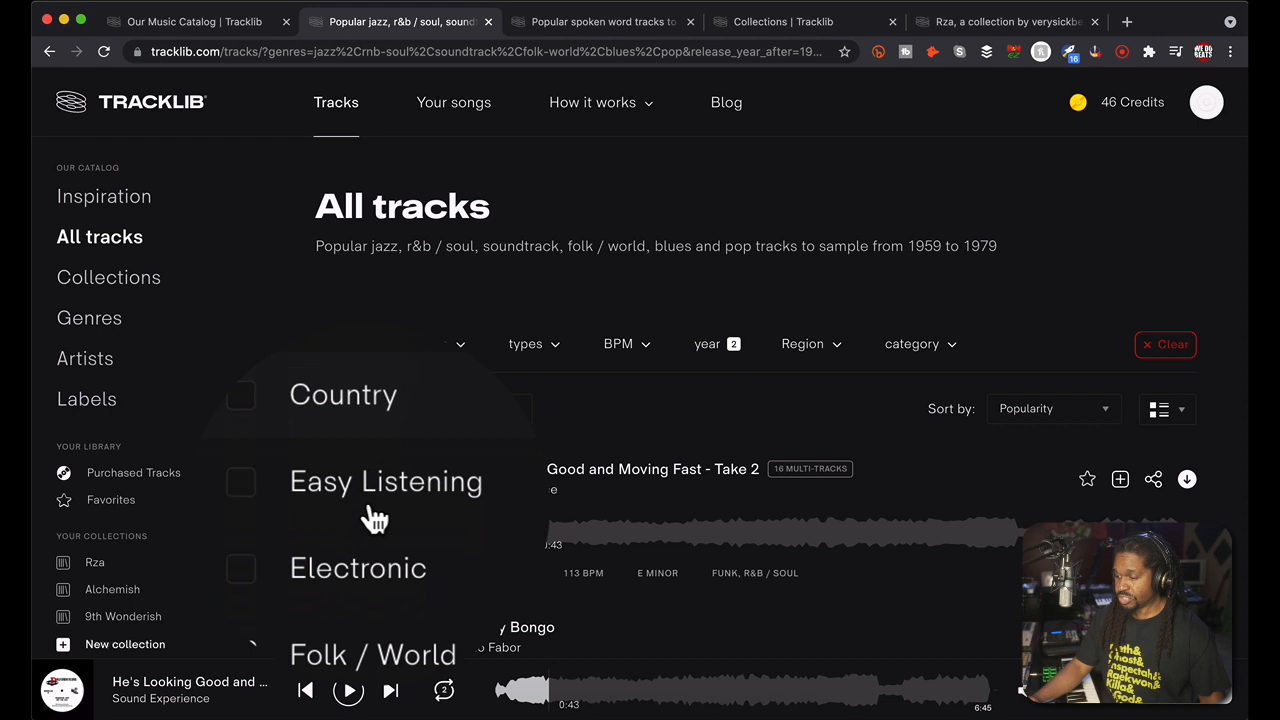 Our Music Catalog | Tracklib
Popular jazz, r&b / soul, sound
Popular spoken word tracks to
Collections | Tracklib
Rza, a collection by verysickbe
tracklib.com/tracks/?genres=jazz%2Crnb-soul%2Csoundtrack%2Cfolk-world%2Cblues%2Cpop&release_year_after=19...
16
TRACKLIB
Tracks
Your songs
How it works
Blog
46 Credits
OUR CATALOG
Inspiration
All tracks
Collections
Genres
Artists
Labels
YOUR LIBRARY
Purchased Tracks
Favorites
YOUR COLLECTIONS
Rza
Alchemish
9th Wonderish
New collection
All tracks
Popular jazz, r&b / soul, soundtrack, folk / world, blues and pop tracks to sample from 1959 to 1979
types
BPM
year 2
Region
category
Clear
Country
Easy Listening
Electronic
Folk / World
Sort by:
Popularity
Good and Moving Fast - Take 2
16 MULTI-TRACKS
:43
113 BPM
E MINOR
FUNK, R&B / SOUL
y Bongo
Fabor
He's Looking Good and ...
Sound Experience
2
0:43
6:45